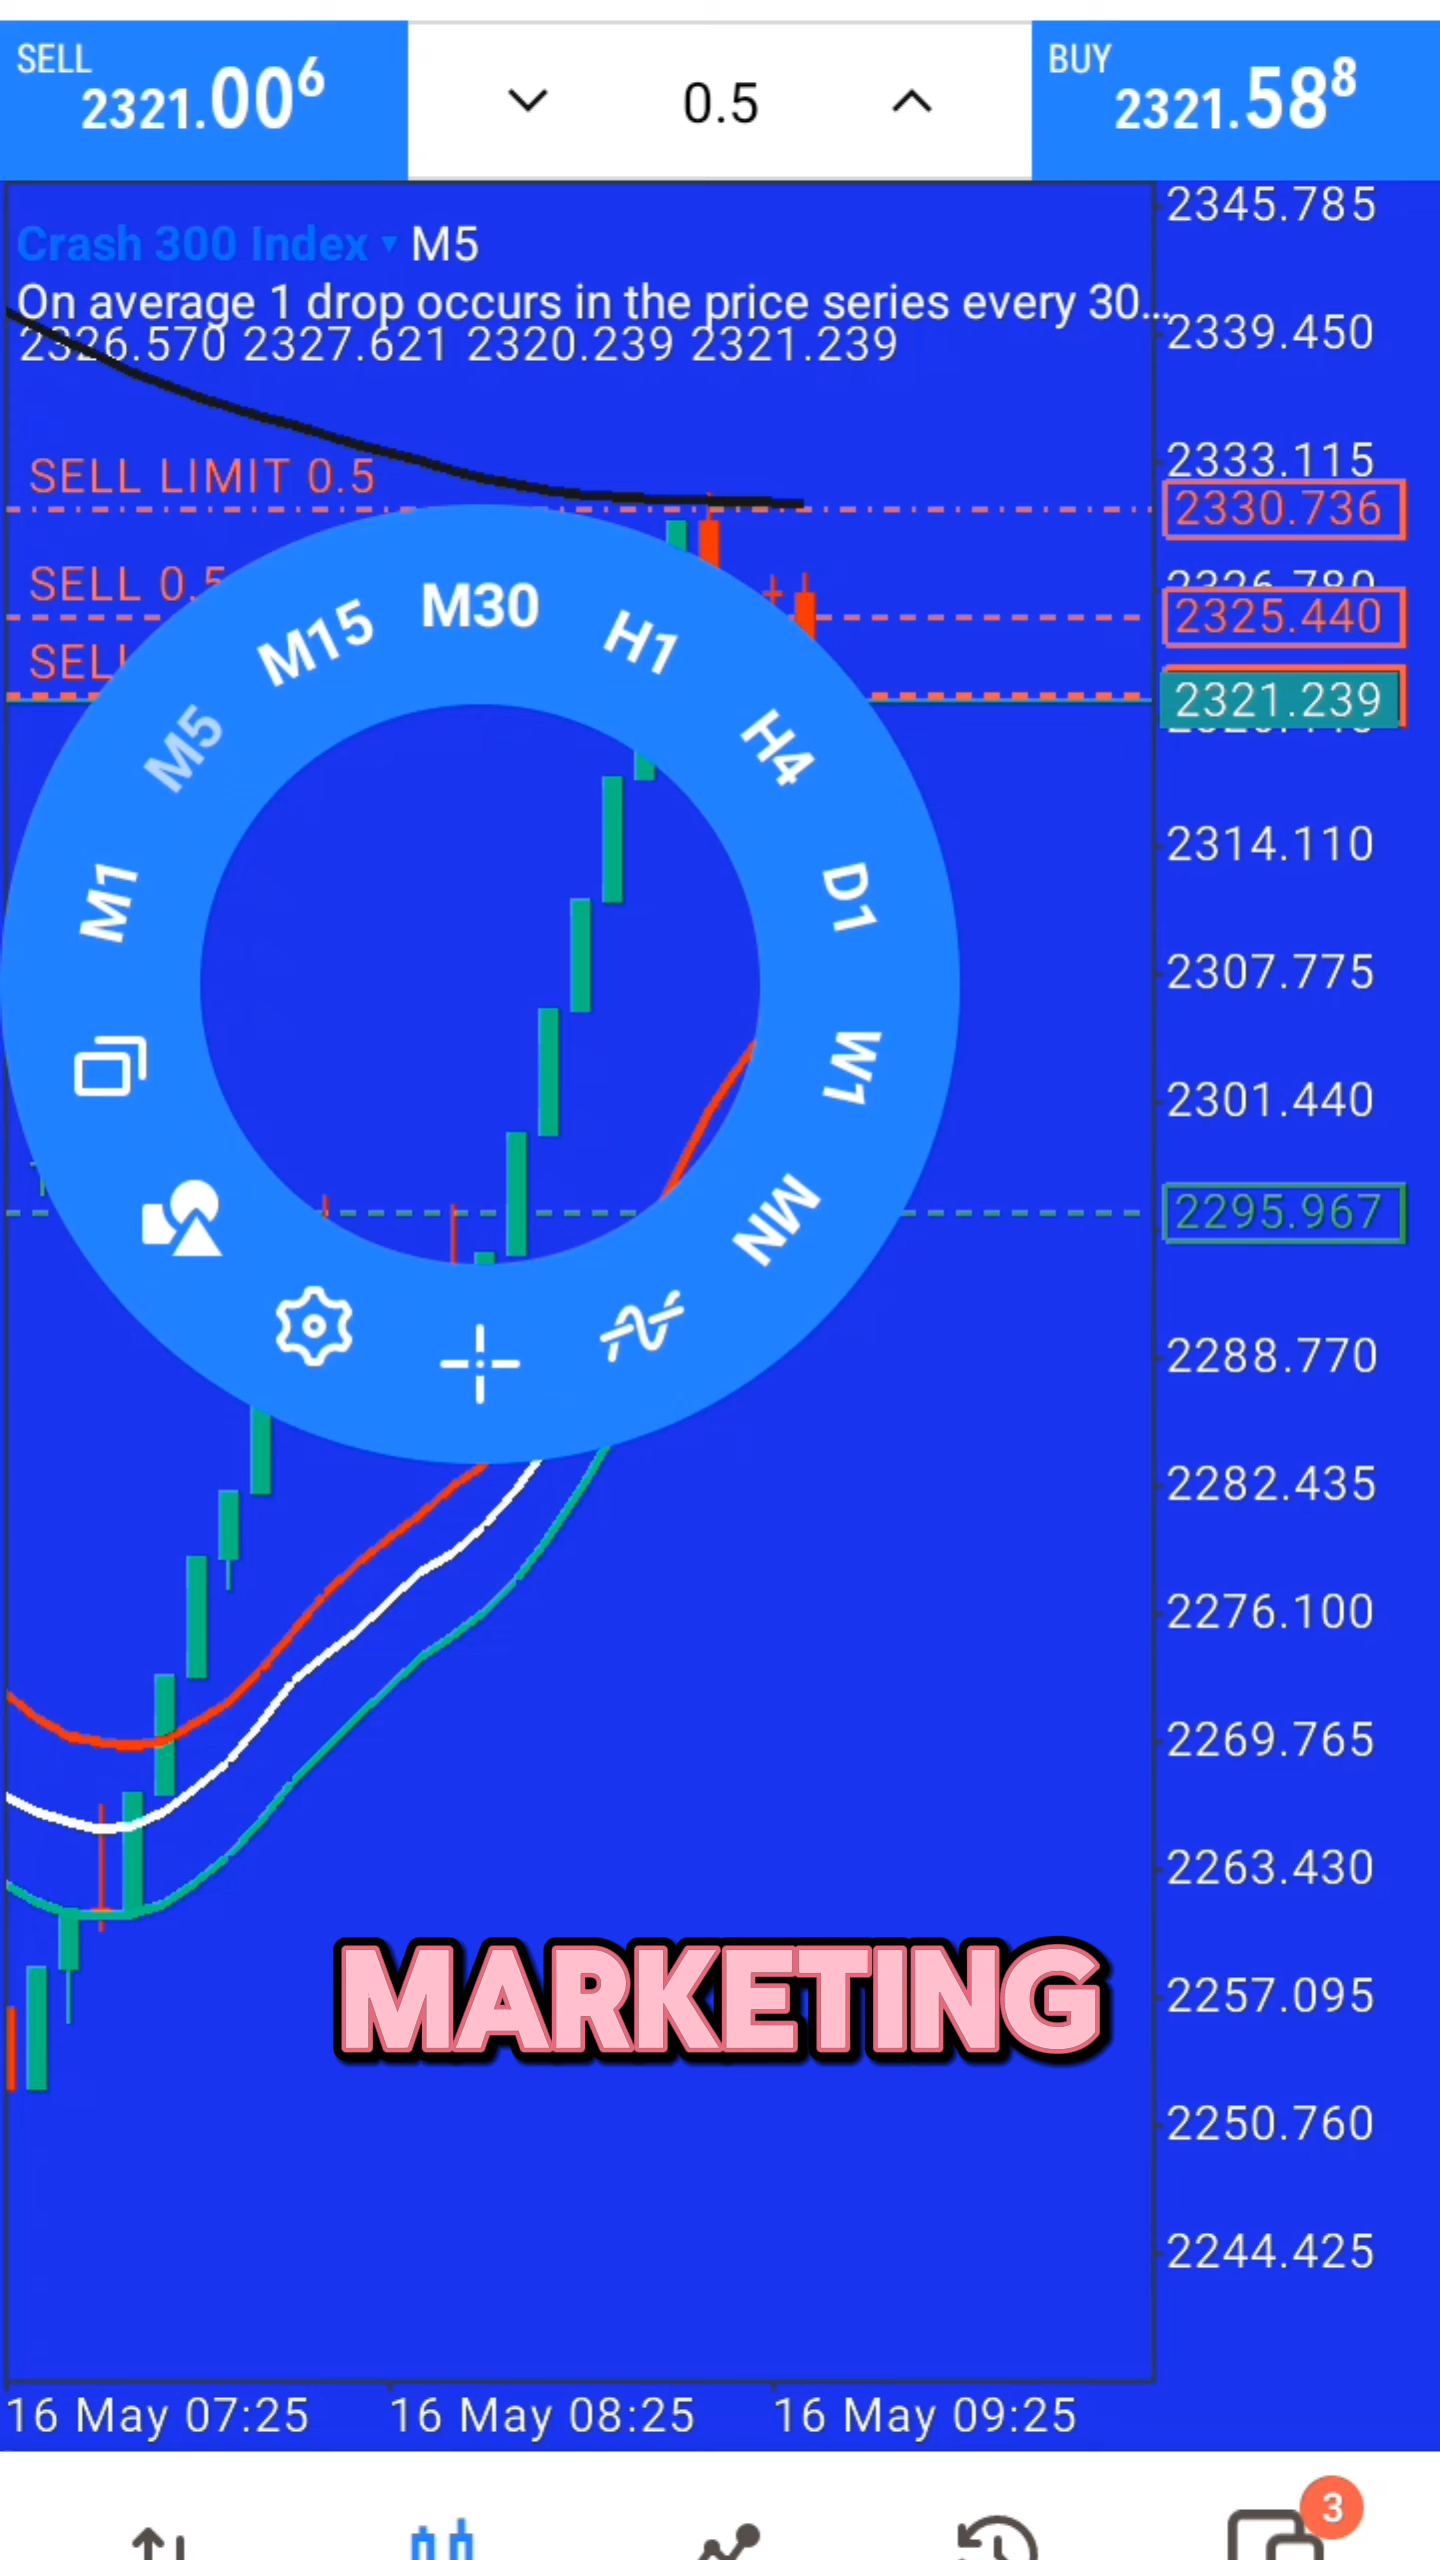 SELL
2321.006
0.5
BUY
2321.588
2345.785
Crash 300 Index ▾ M5
On average 1 drop occurs in the price series every 30...
2326.570 2327.621 2320.239 2321.239
2339.450
SELL LIMIT 0.5
2333.115
2330.736
SELL 0.5
2326.780
2325.440
SELL
2321.239
M1
M5
M15
M30
H1
H4
D1
W1
MN
2314.110
2307.775
2301.440
2295.967
2288.770
2282.435
2276.100
2269.765
2263.430
MARKETING
2257.095
2250.760
2244.425
16 May 07:25
16 May 08:25
16 May 09:25
3